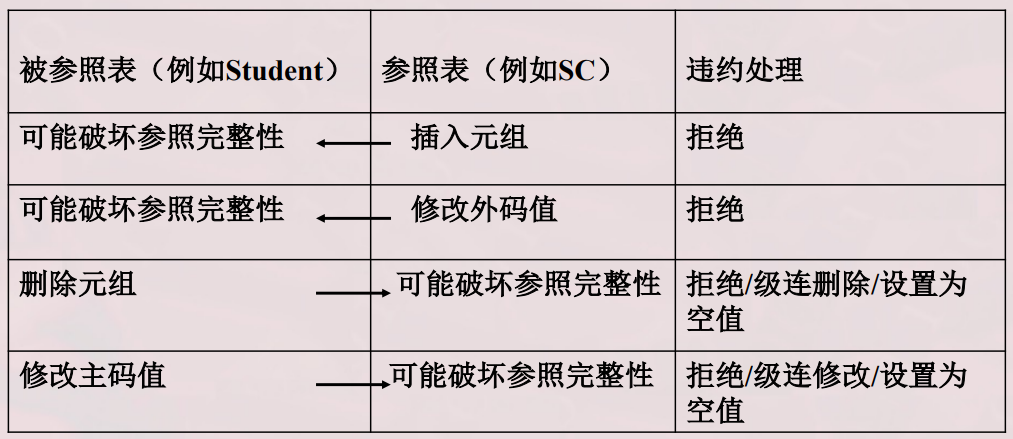 被参照表（例如Student） 参照表（例如SC） 违约处理
可能破坏参照完整性 插入元组 拒绝
可能破坏参照完整性 修改外码值 拒绝
删除元组 可能破坏参照完整性 拒绝/级连删除/设置为
空值
修改主码值 可能破坏参照完整性 拒绝/级连修改/设置为
空值